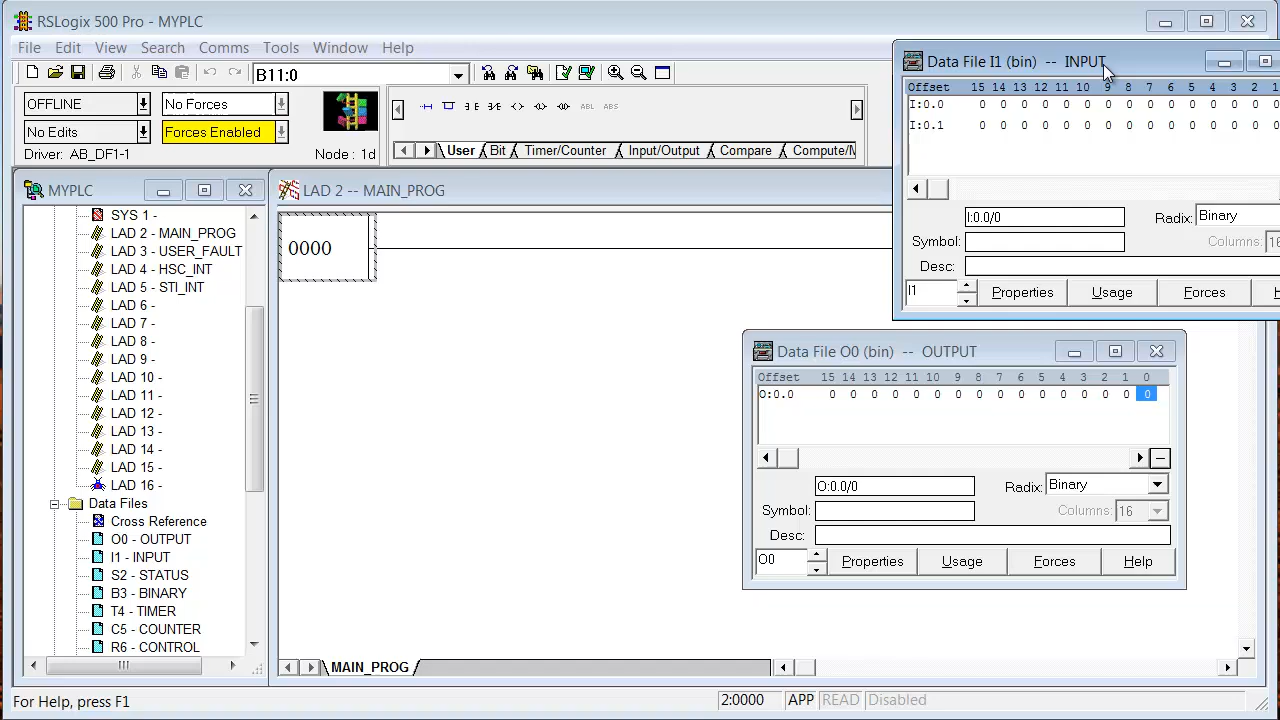 RSLogix 500 Pro - MYPLC
File Edit View Search Comms Tools Window Help
B11:0
OFFLINE No Forces
No Edits Forces Enabled
Driver: AB_DF1-1 Node : 1d
ABL ABS
User Bit Timer/Counter Input/Output Compare Compute/M
MYPLC
SYS 1 -
LAD 2 - MAIN_PROG
LAD 3 - USER_FAULT
LAD 4 - HSC_INT
LAD 5 - STI_INT
LAD 6 -
LAD 7 -
LAD 8 -
LAD 9 -
LAD 10 -
LAD 11 -
LAD 12 -
LAD 13 -
LAD 14 -
LAD 15 -
LAD 16 -
Data Files
Cross Reference
O0 - OUTPUT
I1 - INPUT
S2 - STATUS
B3 - BINARY
T4 - TIMER
C5 - COUNTER
R6 - CONTROL
LAD 2 -- MAIN_PROG
0000
MAIN_PROG
Data File I1 (bin) -- INPUT
Offset 15 14 13 12 11 10 9 8 7 6 5 4 3 2 1
I:0.0 0 0 0 0 0 0 0 0 0 0 0 0 0 0 0
I:0.1 0 0 0 0 0 0 0 0 0 0 0 0 0 0 0
I:0.0/0 Radix: Binary
Symbol: Columns: 16
Desc:
I1 Properties Usage Forces H
Data File O0 (bin) -- OUTPUT
Offset 15 14 13 12 11 10 9 8 7 6 5 4 3 2 1 0
O:0.0 0 0 0 0 0 0 0 0 0 0 0 0 0 0 0 0
O:0.0/0 Radix: Binary
Symbol: Columns: 16
Desc:
O0 Properties Usage Forces Help
For Help, press F1 2:0000 APP READ Disabled